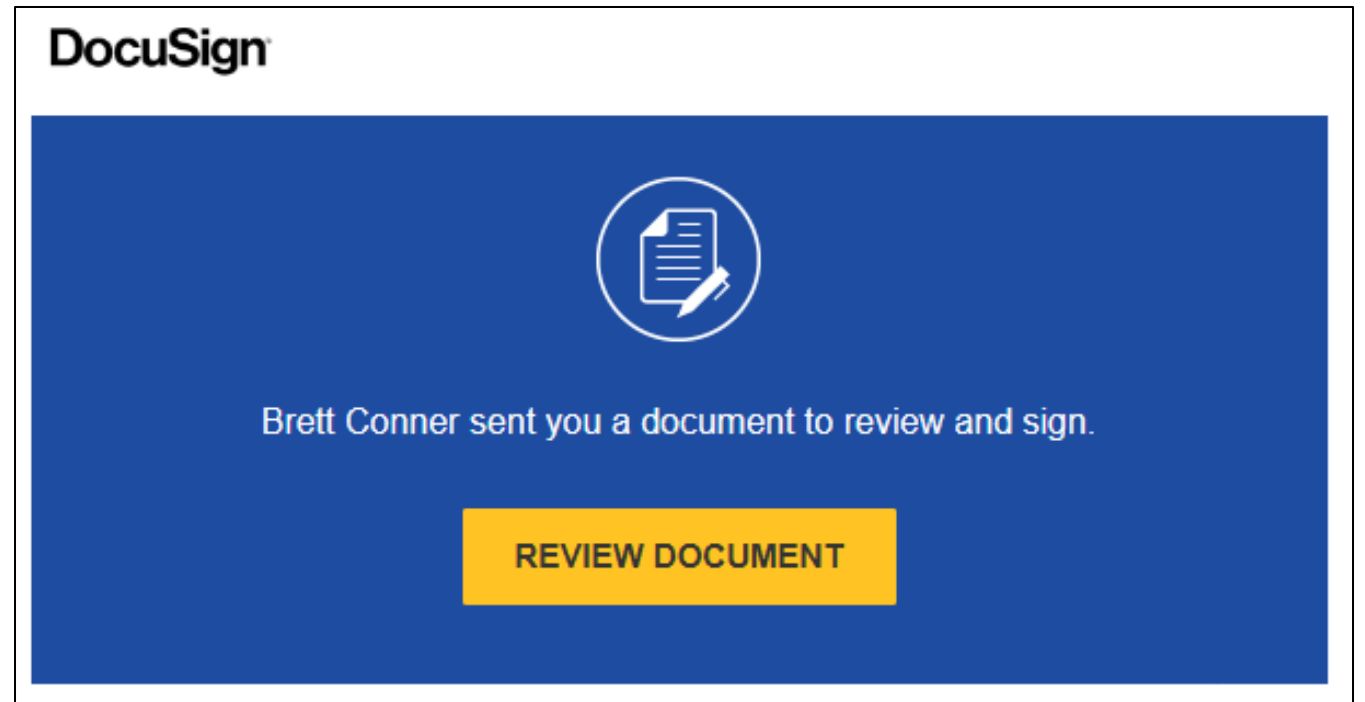 DocuSign
Brett Conner sent you a document to review and sign.
REVIEW DOCUMENT